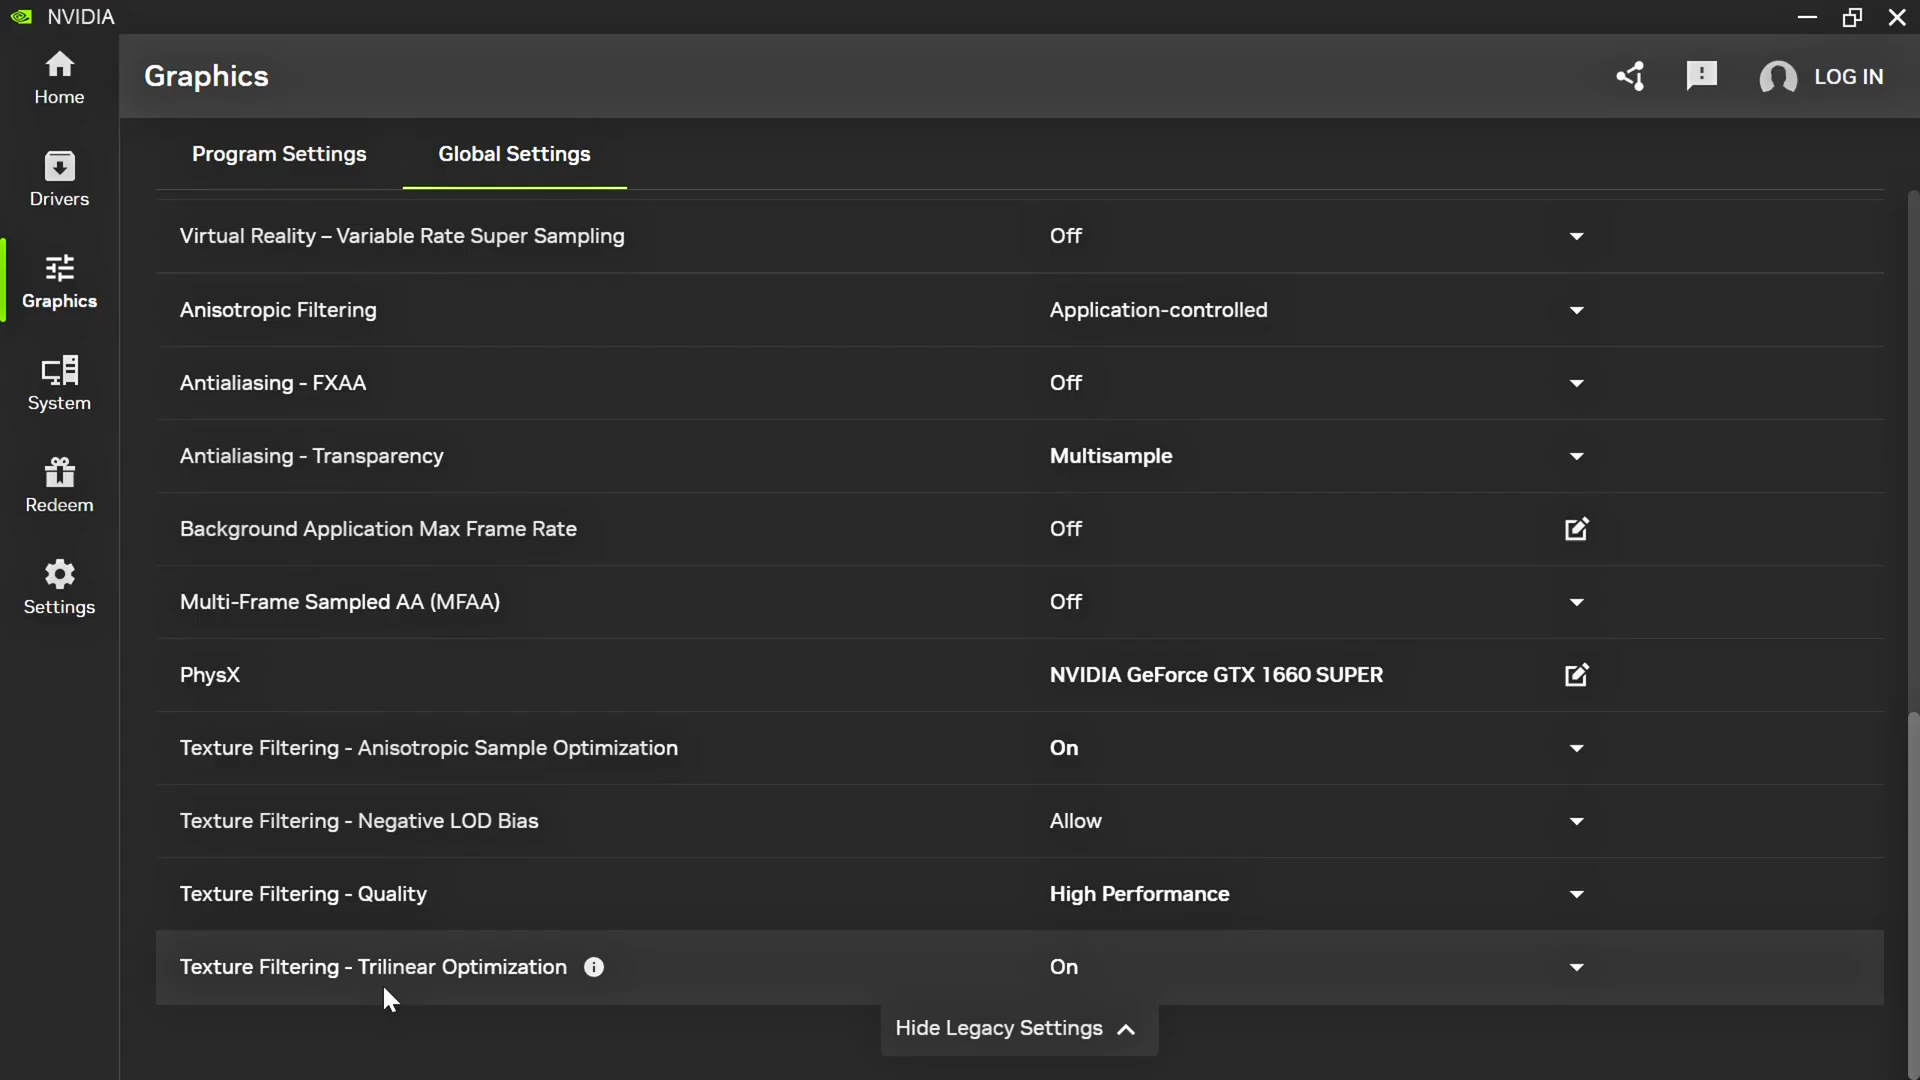 NVIDIA
Home
Drivers
Graphics
System
Redeem
Settings
Graphics
LOG IN
Program Settings
Global Settings
Virtual Reality – Variable Rate Super Sampling
Off
Anisotropic Filtering
Application-controlled
Antialiasing - FXAA
Off
Antialiasing - Transparency
Multisample
Background Application Max Frame Rate
Off
Multi-Frame Sampled AA (MFAA)
Off
PhysX
NVIDIA GeForce GTX 1660 SUPER
Texture Filtering - Anisotropic Sample Optimization
On
Texture Filtering - Negative LOD Bias
Allow
Texture Filtering - Quality
High Performance
Texture Filtering - Trilinear Optimization
On
Hide Legacy Settings